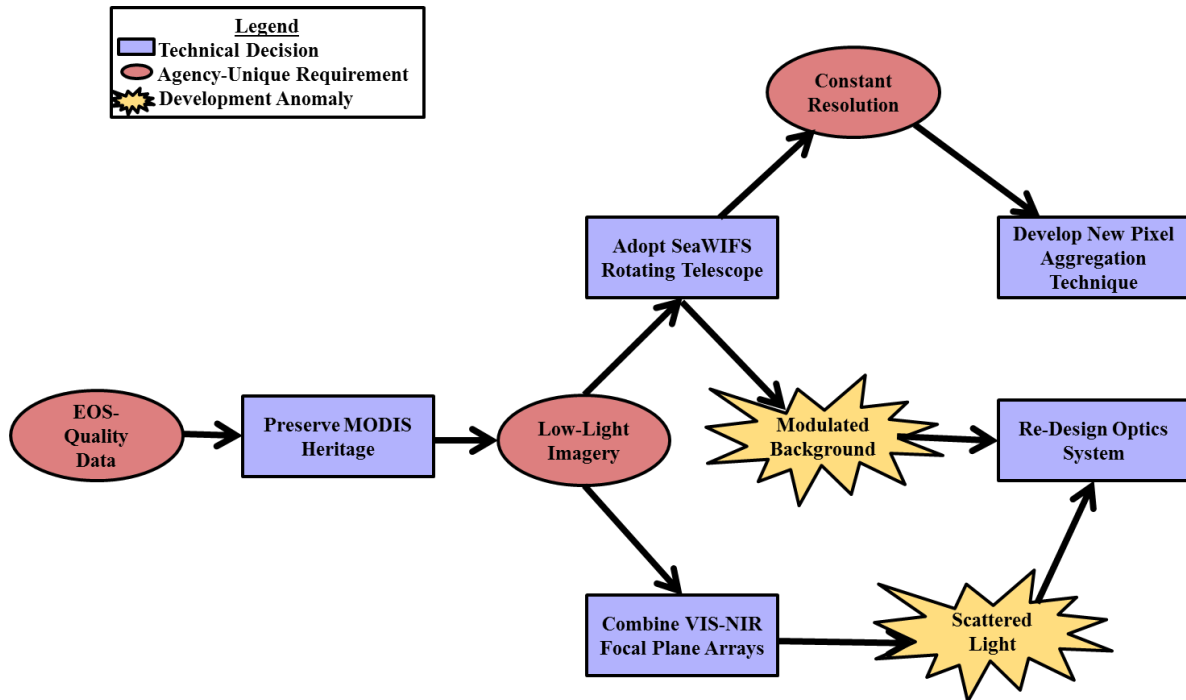 Legend
Technical Decision
Agency-Unique Requirement
Development Anomaly
Constant
Resolution
Adopt SeaWIFS
Rotating Telescope
Develop New Pixel
Aggregation
Technique
EOS-
Quality
Data
Preserve MODIS
Heritage
Low-Light
Imagery
Modulated
Background
Re-Design Optics
System
Combine VIS-NIR
Focal Plane Arrays
Scattered
Light